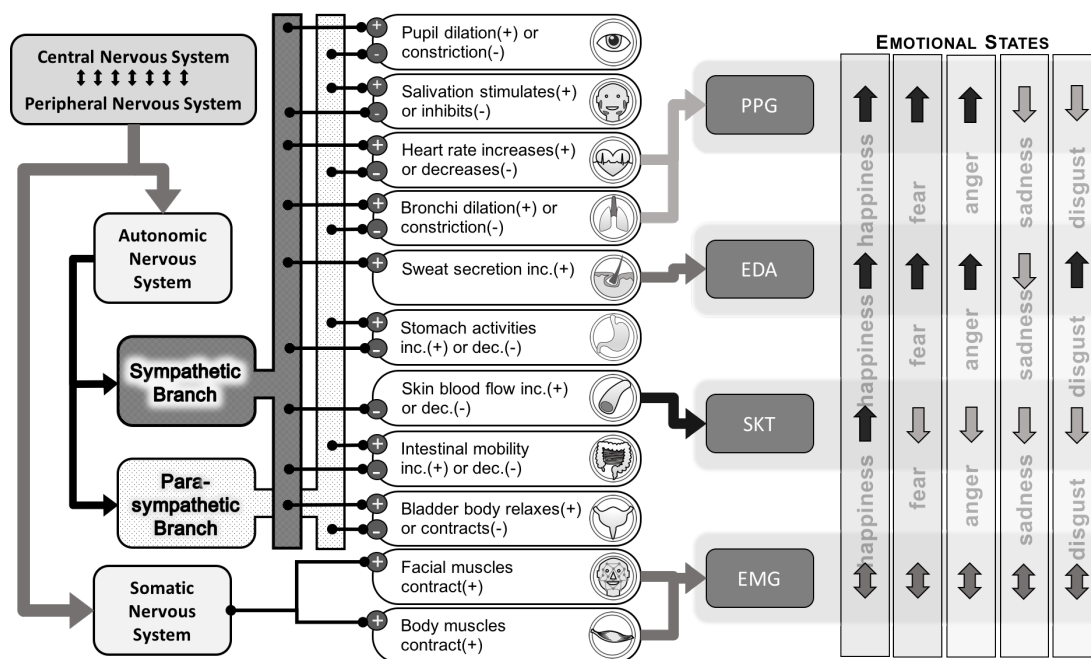 Central Nervous System
Peripheral Nervous System
Autonomic
Nervous
System
Sympathetic
Branch
Para-
sympathetic
Branch
Somatic
Nervous
System
+
Pupil dilation(+) or
-
constriction(-)
+
Salivation stimulates(+)
-
or inhibits(-)
+
Heart rate increases(+)
-
or decreases(-)
+
Bronchi dilation(+) or
-
constriction(-)
+
Sweat secretion inc.(+)
+
Stomach activities
-
inc.(+) or dec.(-)
Skin blood flow inc.(+)
-
or dec.(-)
+
Intestinal mobility
-
inc.(+) or dec.(-)
+
Bladder body relaxes(+)
-
or contracts(-)
+
Facial muscles
contract(+)
+
Body muscles
contract(+)
PPG
EDA
SKT
EMG
EMOTIONAL STATES
happiness
happiness
happiness
fear
fear
fear
anger
anger
anger
sadness
sadness
sadness
disgust
disgust
disgust